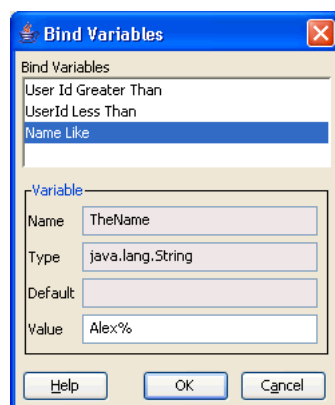 Bind Variables
Bind Variables
User Id Greater Than
UserId Less Than
Name Like
Variable
Name TheName
Type java.lang.String
Default
Value Alex%
Help OK Cancel